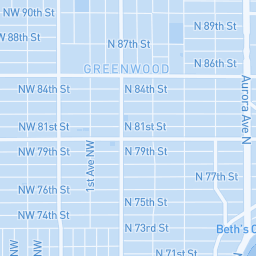 NW 90th St
N 89th St
W 88th St
N 87th St
N 86th St
GREENWOOD
NW 84th St
N 84th St
Aurora Ave N
NW 81st St
N 81st St
NW 79th St
N 79th St
1st Ave NW
N 77th St
NW 76th St
N 75th St
NW 74th St
N 73rd St
Beth's C
N 71st St